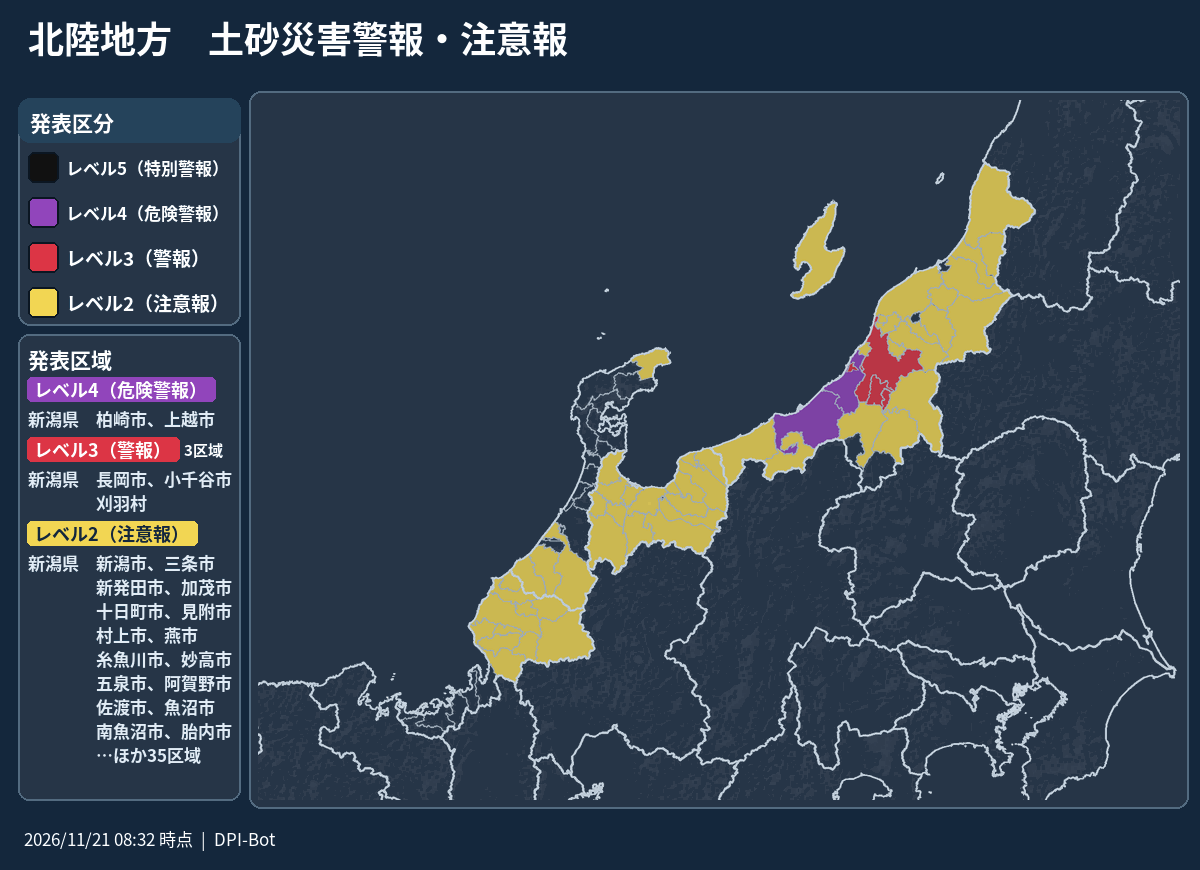 北陸地方　土砂災害警報・注意報
発表区分
レベル5（特別警報）
レベル4（危険警報）
レベル3（警報）
レベル2（注意報）
発表区域
レベル4（危険警報）
新潟県　柏崎市、上越市
レベル3（警報） 3区域
新潟県　長岡市、小千谷市
刈羽村
レベル2（注意報）
新潟県　新潟市、三条市
新発田市、加茂市
十日町市、見附市
村上市、燕市
糸魚川市、妙高市
五泉市、阿賀野市
佐渡市、魚沼市
南魚沼市、胎内市
…ほか35区域
2026/11/21 08:32 時点｜DPI-Bot